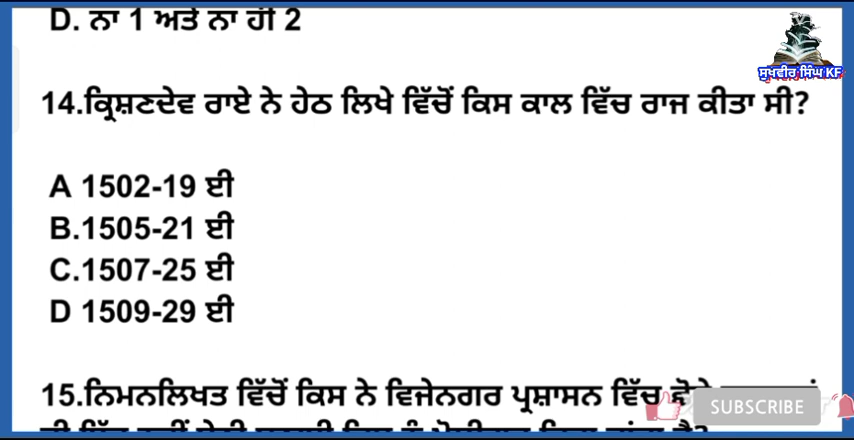 D. ਨਾ 1 ਅਤੇ ਨਾ ਹੀ 2
ਸੁਖਵੀਰ ਸਿੰਘ KF
14.ਕ੍ਰਿਸ਼ਣਦੇਵ ਰਾਏ ਨੇ ਹੇਠ ਲਿਖੇ ਵਿੱਚੋਂ ਕਿਸ ਕਾਲ ਵਿੱਚ ਰਾਜ ਕੀਤਾ ਸੀ?
A 1502-19 ਈ
B.1505-21 ਈ
C.1507-25 ਈ
D 1509-29 ਈ
15.ਨਿਮਨਲਿਖਤ ਵਿੱਚੋਂ ਕਿਸ ਨੇ ਵਿਜੇਨਗਰ ਪ੍ਰਸ਼ਾਸਨ ਵਿੱਚ
SUBSCRIBE